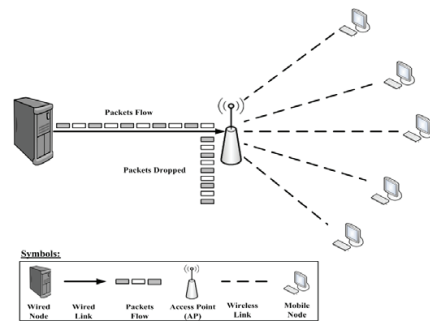 Packets Flow
Packets Dropped
Symbols:
Wired Node
Wired Link
Packets Flow
Access Point (AP)
Wireless Link
Mobile Node